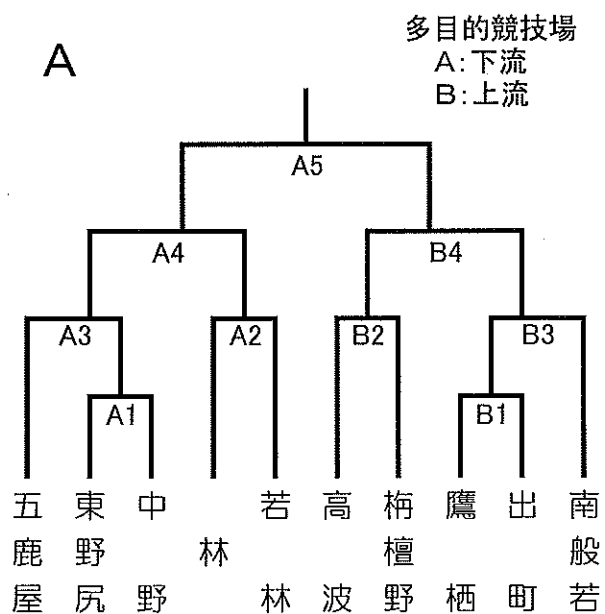 多目的競技場
A
A:下流
B:上流
A5
A4
B4
A3
A2
B2
B3
A1
B1
五鹿屋
東野尻
中野
林
若林
高波
梅檀野
鷹栖
出町
南般若